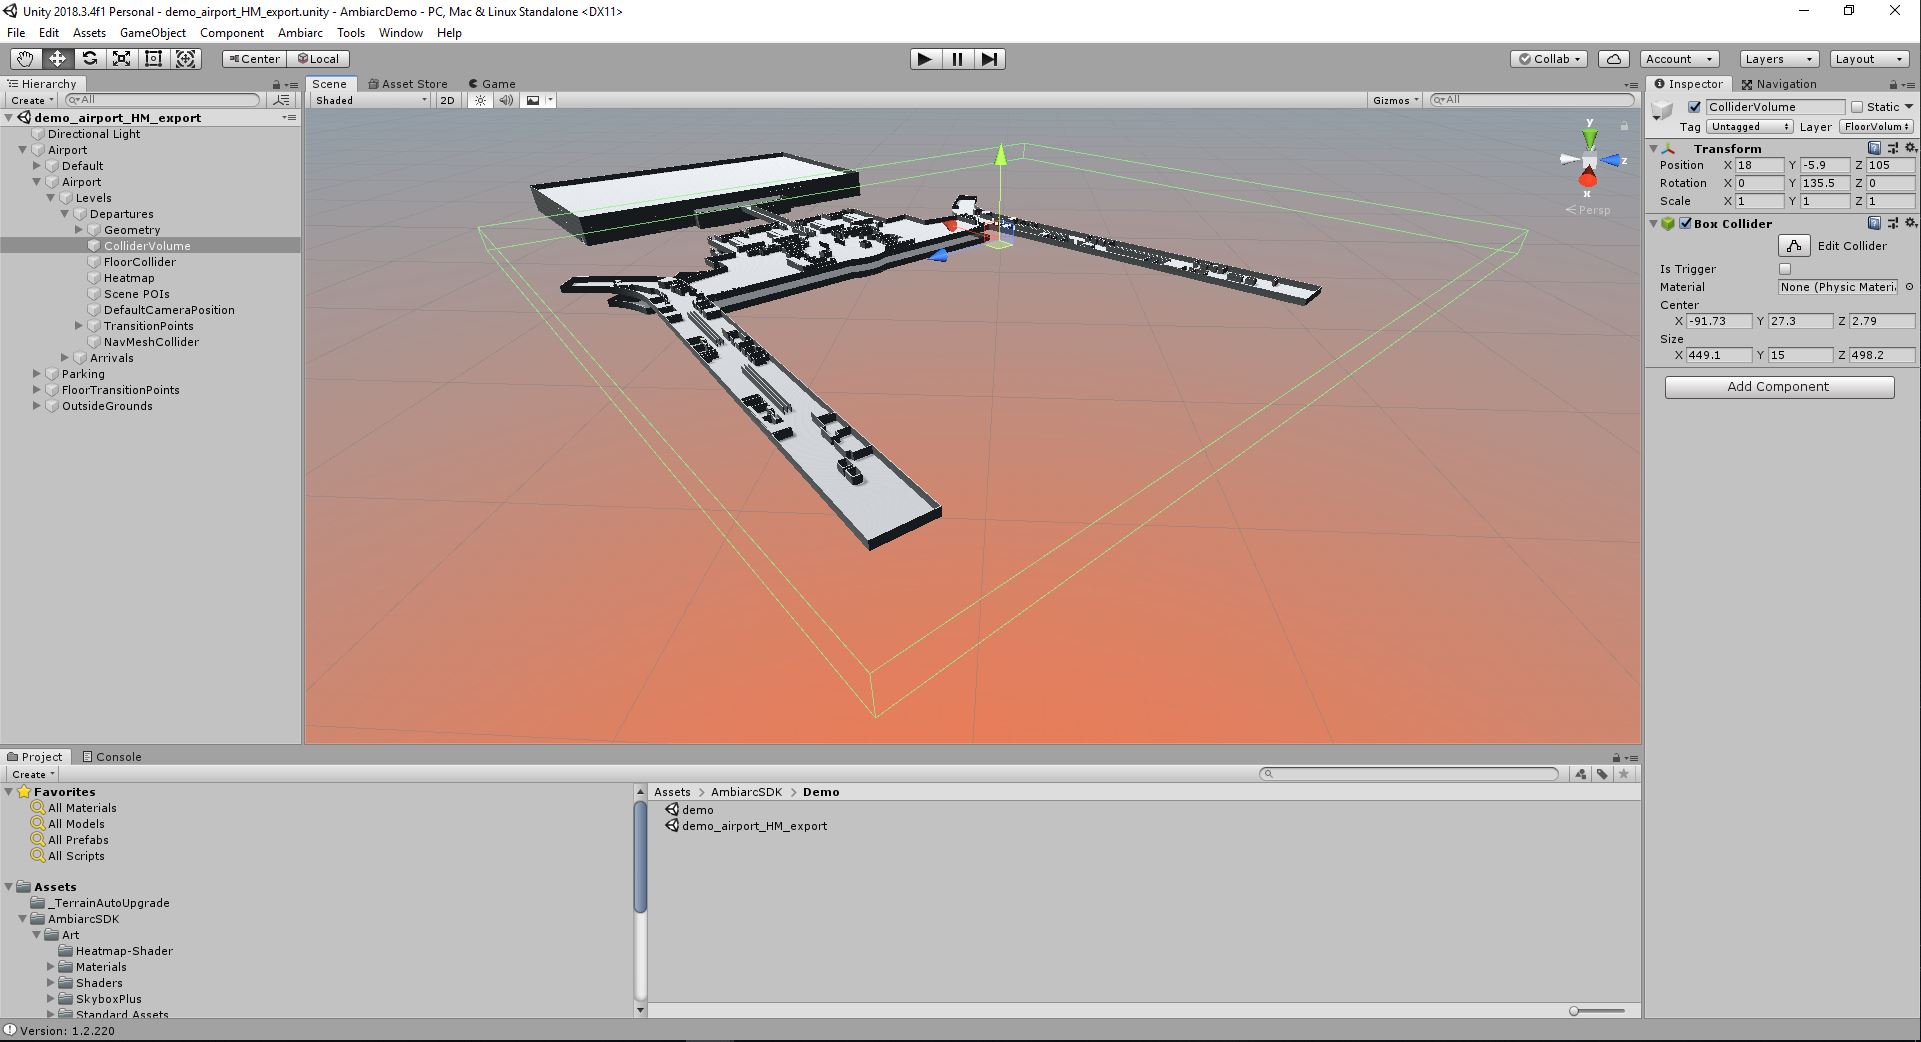 Unity 2018.3.4f1 Personal - demo_airport_HM_export.unity - AmbiarcDemo - PC, Mac & Linux Standalone <DX11>
File Edit Assets GameObject Component Ambiarc Tools Window Help
Center Local Collab Account Layers Layout
Hierarchy
Create All
demo_airport_HM_export
Directional Light
Airport
Default
Airport
Levels
Departures
Geometry
ColliderVolume
FloorCollider
Heatmap
Scene POIs
DefaultCameraPosition
TransitionPoints
NavMeshCollider
Arrivals
Parking
FloorTransitionPoints
OutsideGrounds
Scene Asset Store Game
Shaded 2D Gizmos All
y
z
x
Persp
Inspector Navigation
ColliderVolume Static
Tag Untagged Layer FloorVolum
Transform
Position X 18 Y -5.9 Z 105
Rotation X 0 Y 135.5 Z 0
Scale X 1 Y 1 Z 1
Box Collider
Edit Collider
Is Trigger
Material None (Physic Materi
Center
X -91.73 Y 27.3 Z 2.79
Size
X 449.1 Y 15 Z 498.2
Add Component
Project Console
Create
Favorites
All Materials
All Models
All Prefabs
All Scripts
Assets
_TerrainAutoUpgrade
AmbiarcSDK
Art
Heatmap-Shader
Materials
Shaders
SkyboxPlus
Standard Assets
Assets > AmbiarcSDK > Demo
demo
demo_airport_HM_export
Version: 1.2.220